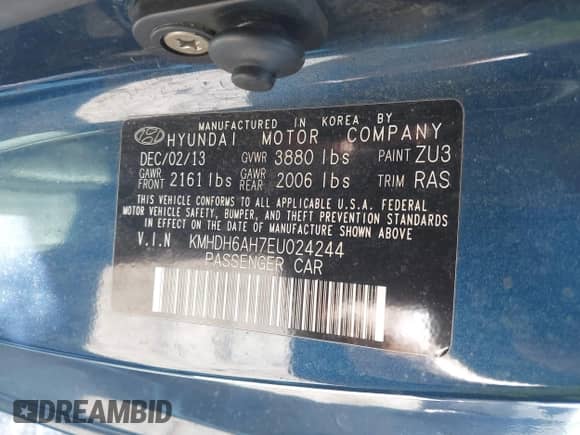 MANUFACTURED IN KOREA BY
HYUNDAI MOTOR COMPANY
DEC/02/13 GVWR 3880 lbs PAINT ZU3
GAWR FRONT 2161 lbs GAWR REAR 2006 lbs TRIM RAS
THIS VEHICLE CONFORMS TO ALL APPLICABLE U.S.A. FEDERAL
MOTOR VEHICLE SAFETY, BUMPER, AND THEFT PREVENTION STANDARDS
IN EFFECT ON THE DATE OF MANUFACTURE SHOWN ABOVE.
V.I.N KMHDH6AH7EU024244
PASSENGER CAR
DREAMBID